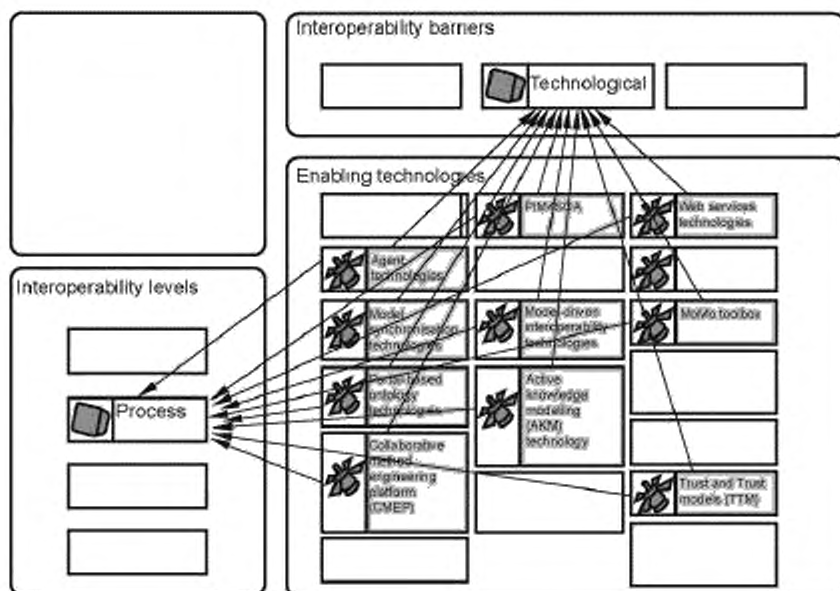 Interoperability barriers
Technological
Enabling technologies
PIM4SOA
Web services
technologies
Agent
technologies
Interoperability levels
Model
synchronisation
technologies
Model-driven
interoperability
technologies
MoMo toolbox
Process
Portal-based
ontology
technologies
Active
knowledge
modelling
(AKM)
technology
Collaborative
method
engineering
platform
(CMEP)
Trust and Trust
models (TTM)